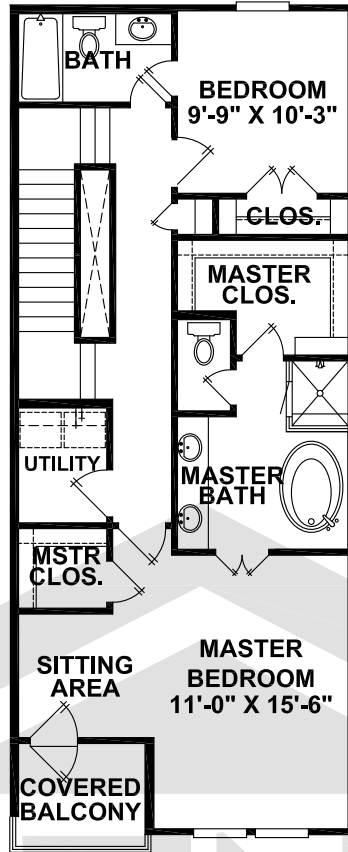 BATH
BEDROOM
9'-9" X 10'-3"
CLOS.
MASTER
CLOS.
UTILITY
MASTER
BATH
MSTR
CLOS.
SITTING
AREA
MASTER
BEDROOM
11'-0" X 15'-6"
COVERED
BALCONY